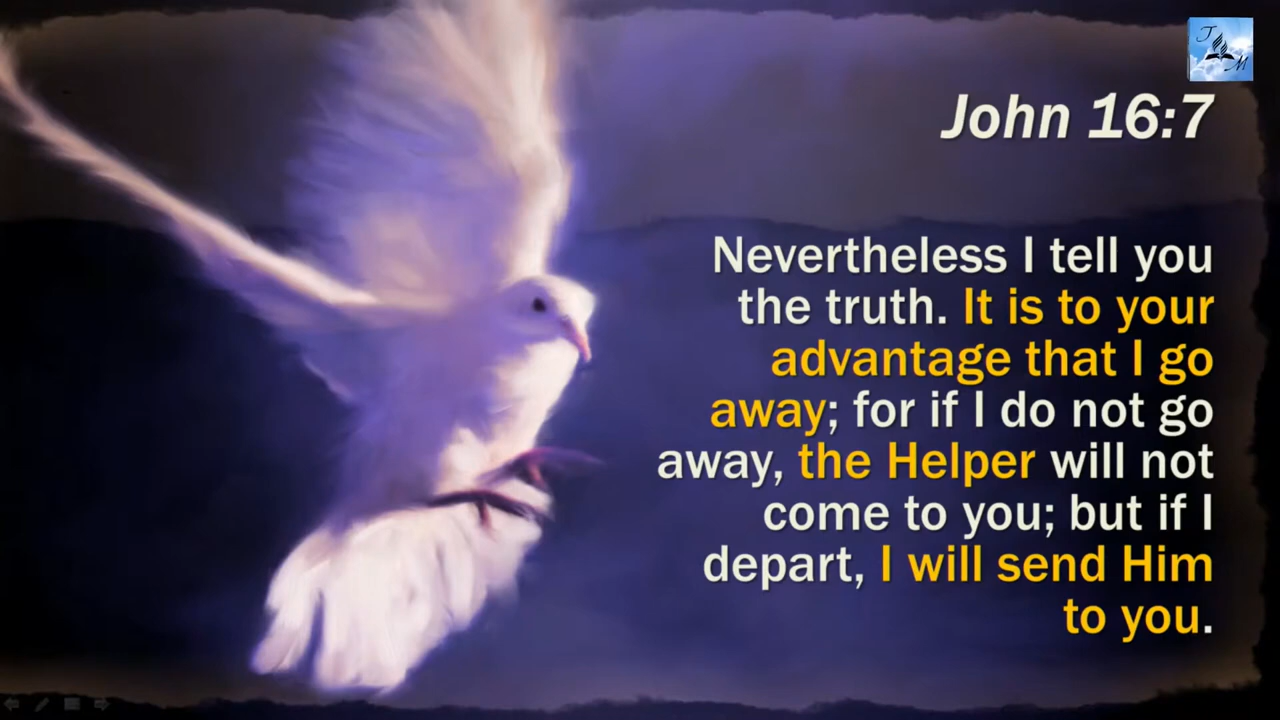 T
M
John 16:7
Nevertheless I tell you
the truth. It is to your
advantage that I go
away; for if I do not go
away, the Helper will not
come to you; but if I
depart, I will send Him
to you.